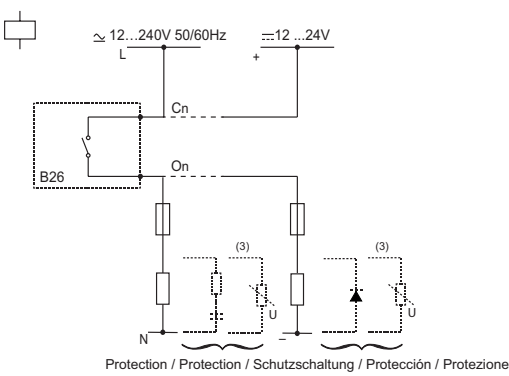 ≃ 12...240V 50/60Hz
⎓12 ...24V
L
+
Cn
On
B26
(3)
(3)
U
U
N
–
Protection / Protection / Schutzschaltung / Protección / Protezione